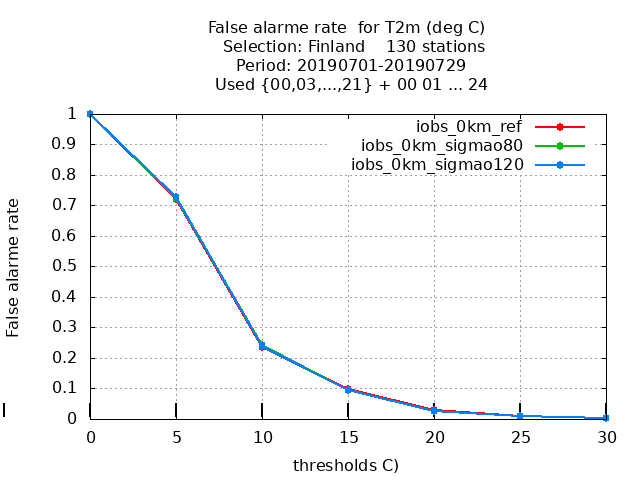 False alarme rate  for T2m (deg C)
Selection: Finland    130 stations
Period: 20190701-20190729
Used {00,03,...,21} + 00 01 ... 24
iobs_0km_ref
iobs_0km_sigmao80
iobs_0km_sigmao120
False alarme rate
1
0.9
0.8
0.7
0.6
0.5
0.4
0.3
0.2
0.1
0
0 5 10 15 20 25 30
thresholds C)